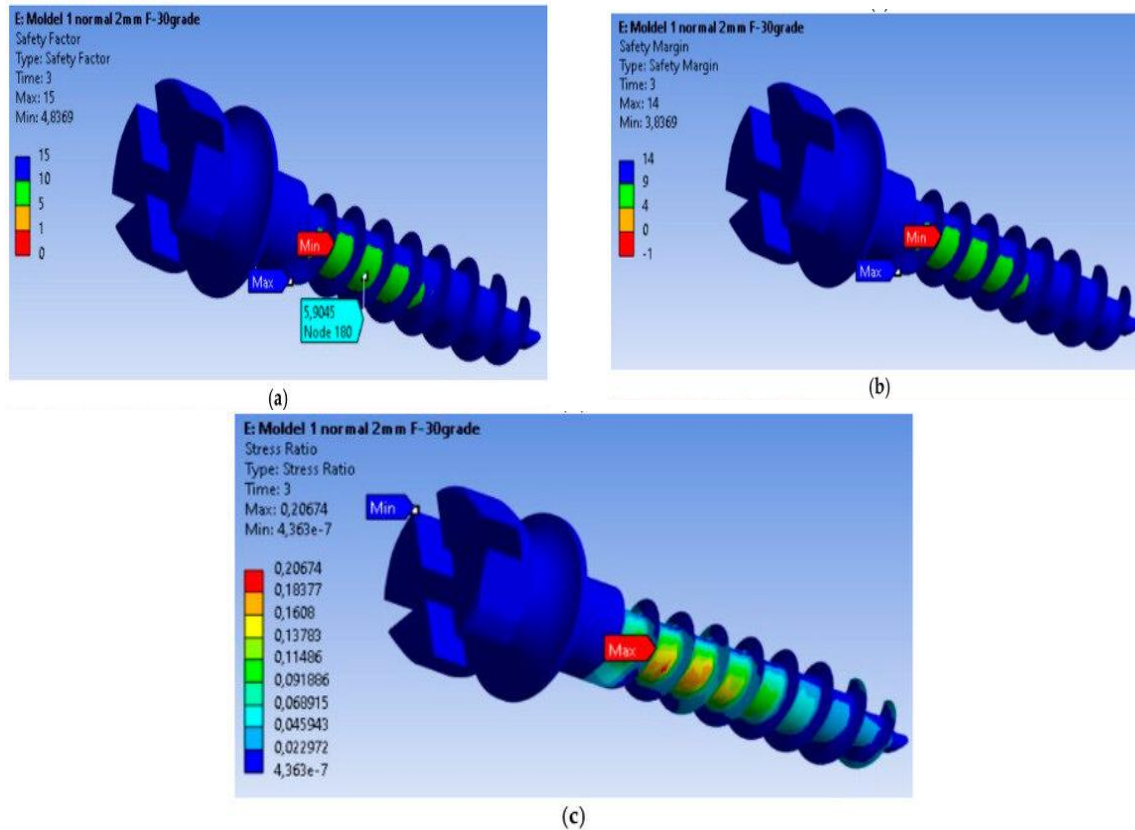 E: Moldel 1 normal 2mm F-30grade
Safety Factor
Type: Safety Factor
Time: 3
Max: 15
Min: 4,8369
15
10
5
1
0
Min
Max
5,9045
Node 180
(a)
E: Moldel 1 normal 2mm F-30grade
Safety Margin
Type: Safety Margin
Time: 3
Max: 14
Min: 3,8369
14
9
4
0
-1
Min
Max
(b)
E: Moldel 1 normal 2mm F-30grade
Stress Ratio
Type: Stress Ratio
Time: 3
Max: 0,20674
Min: 4,363e-7
0,20674
0,18377
0,1608
0,13783
0,11486
0,091886
0,068915
0,045943
0,022972
4,363e-7
Min
Max
(c)